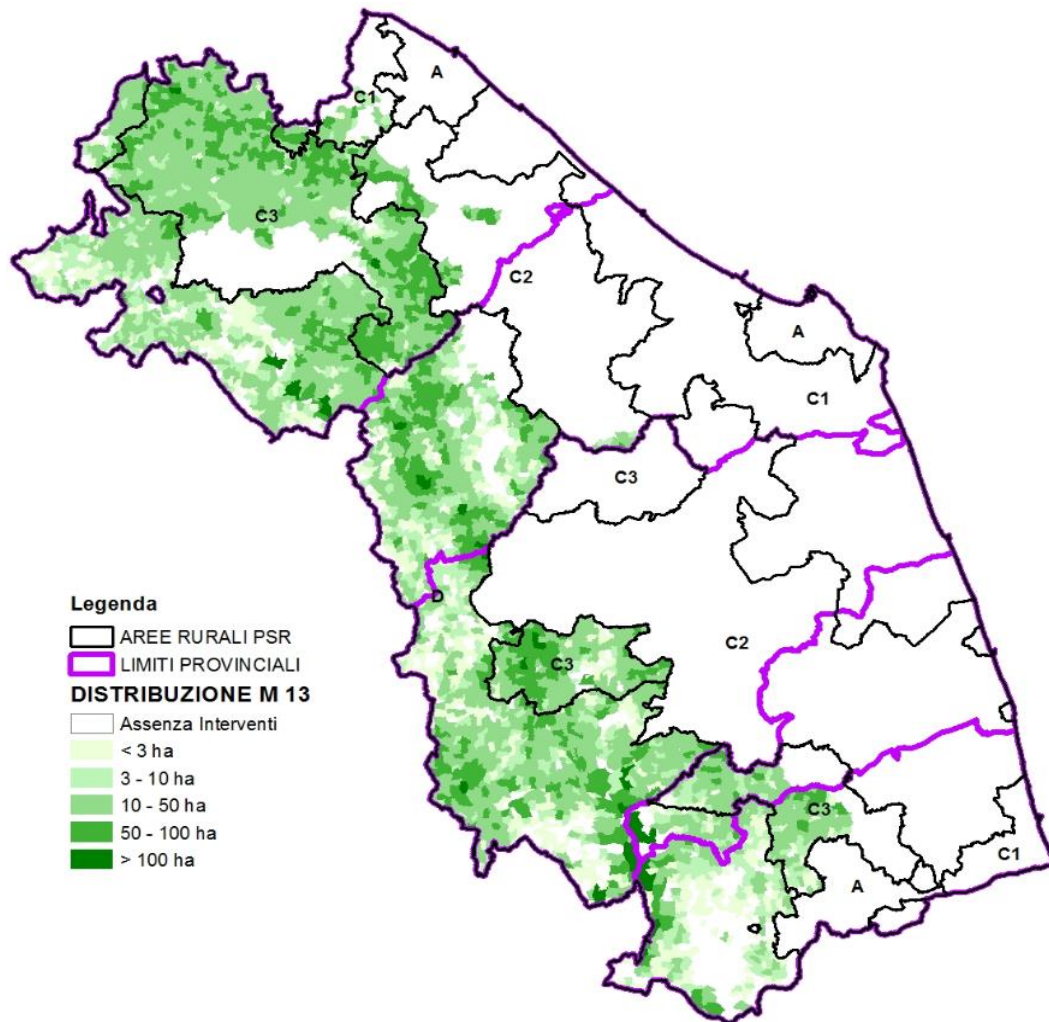 A
C1
C3
C2
A
C1
C3
D
C3
C2
C3
C1
A
Legenda
AREE RURALI PSR
LIMITI PROVINCIALI
DISTRIBUZIONE M 13
Assenza Interventi
< 3 ha
3 - 10 ha
10 - 50 ha
50 - 100 ha
> 100 ha